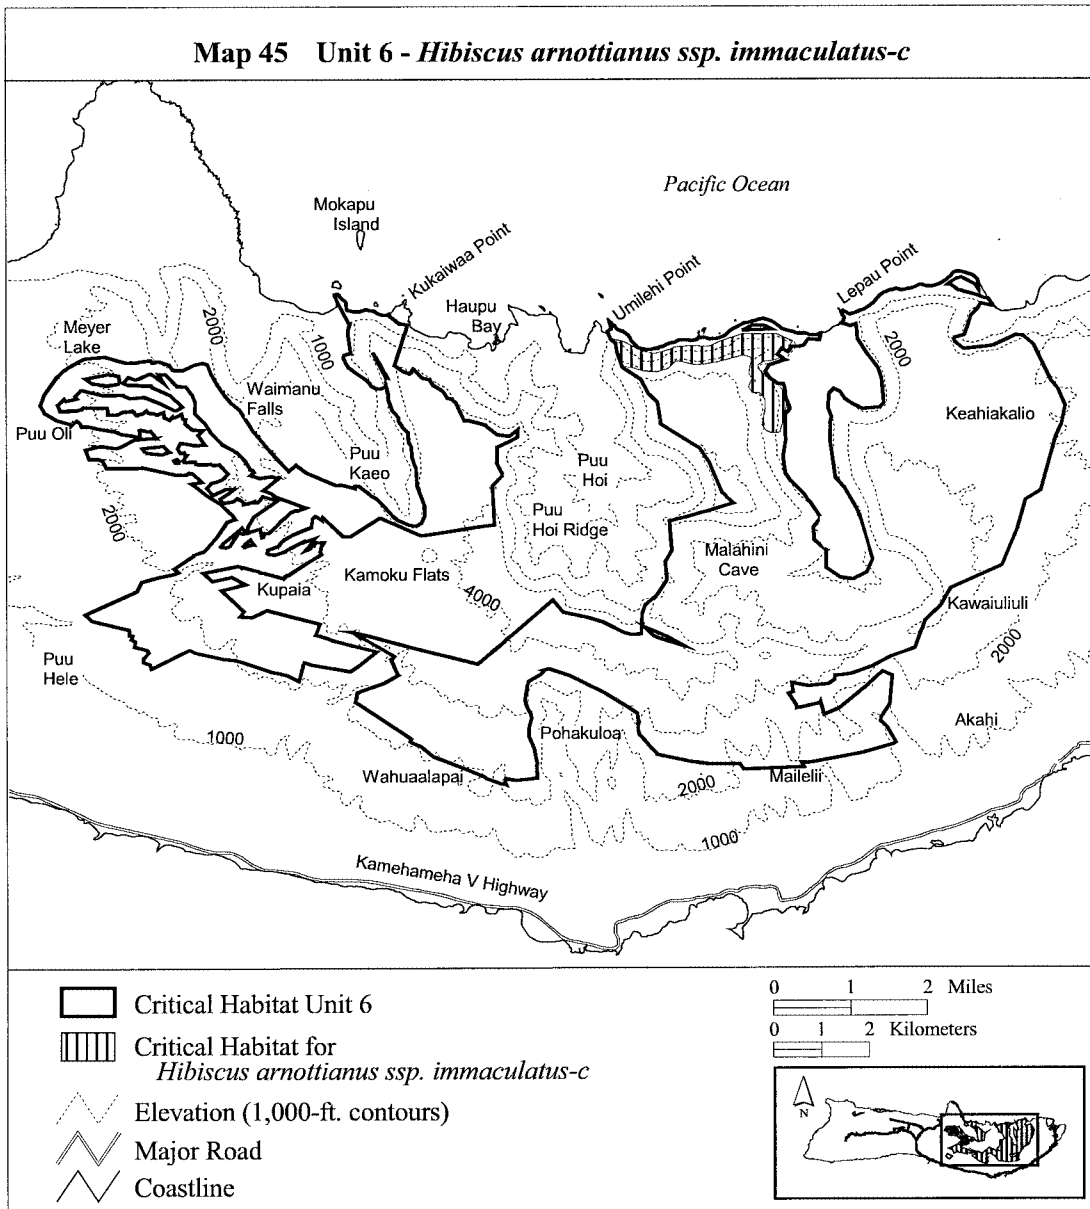 Map 45 Unit 6 - Hibiscus arnottianus ssp. immaculatus-c
Pacific Ocean
Mokapu
Island
Kukaiwaa Point
Haupu
Bay
Umilehi Point
Lepau Point
Meyer
Lake
2000
1000
2000
Waimanu
Falls
Keahiakalio
Puu Oli
Puu
Kaeo
Puu
Hoi
2000
Puu
Hoi Ridge
Malahini
Cave
Kupaia
Kamoku Flats
4000
Kawaiuliuli
2000
Puu
Hele
1000
Pohakuloa
Akahi
Wahuaalapai
2000
Mailelii
1000
Kamehameha V Highway
Critical Habitat Unit 6
Critical Habitat for
Hibiscus arnottianus ssp. immaculatus-c
Elevation (1,000-ft. contours)
Major Road
Coastline
0 1 2 Miles
0 1 2 Kilometers
N